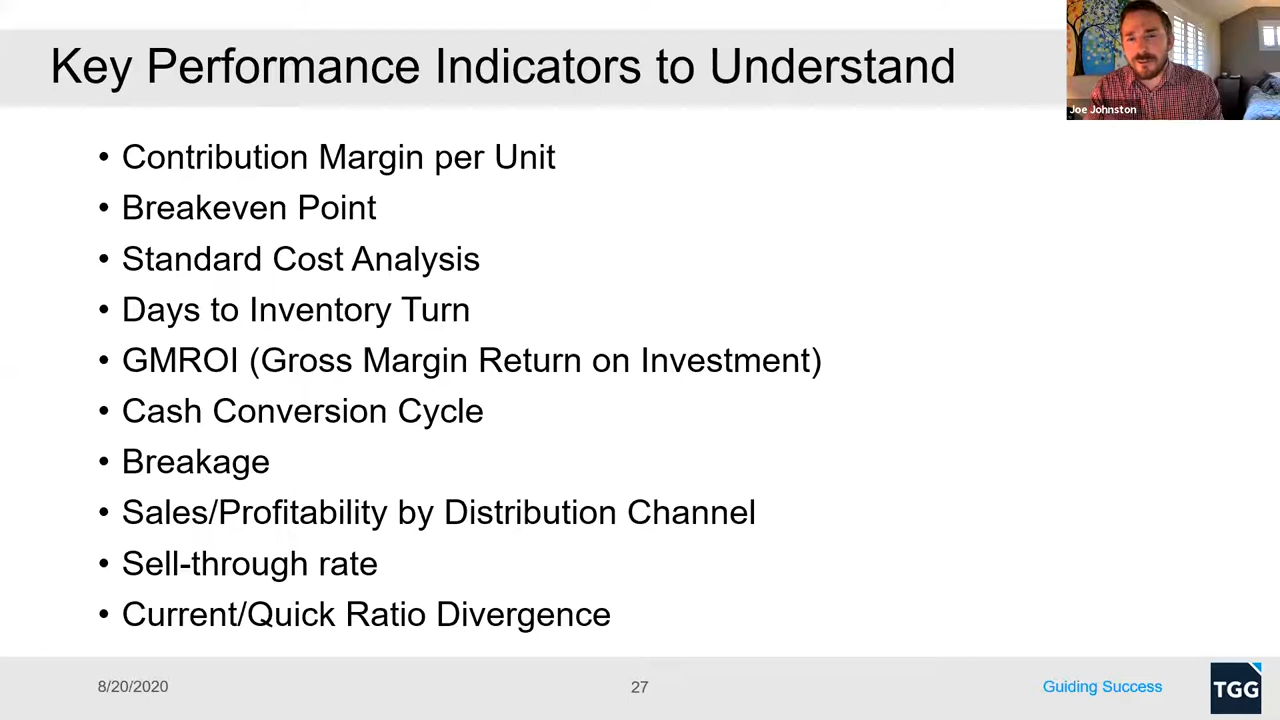 Key Performance Indicators to Understand
Joe Johnston
• Contribution Margin per Unit
• Breakeven Point
• Standard Cost Analysis
• Days to Inventory Turn
• GMROI (Gross Margin Return on Investment)
• Cash Conversion Cycle
• Breakage
• Sales/Profitability by Distribution Channel
• Sell-through rate
• Current/Quick Ratio Divergence
8/20/2020
27
Guiding Success
TGG